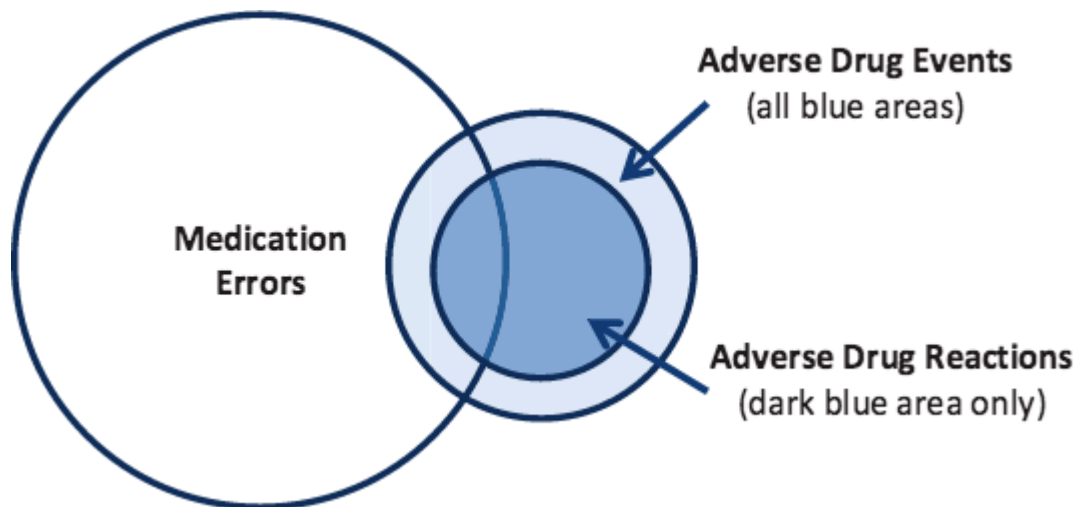 Adverse Drug Events
(all blue areas)
Medication
Errors
Adverse Drug Reactions
(dark blue area only)